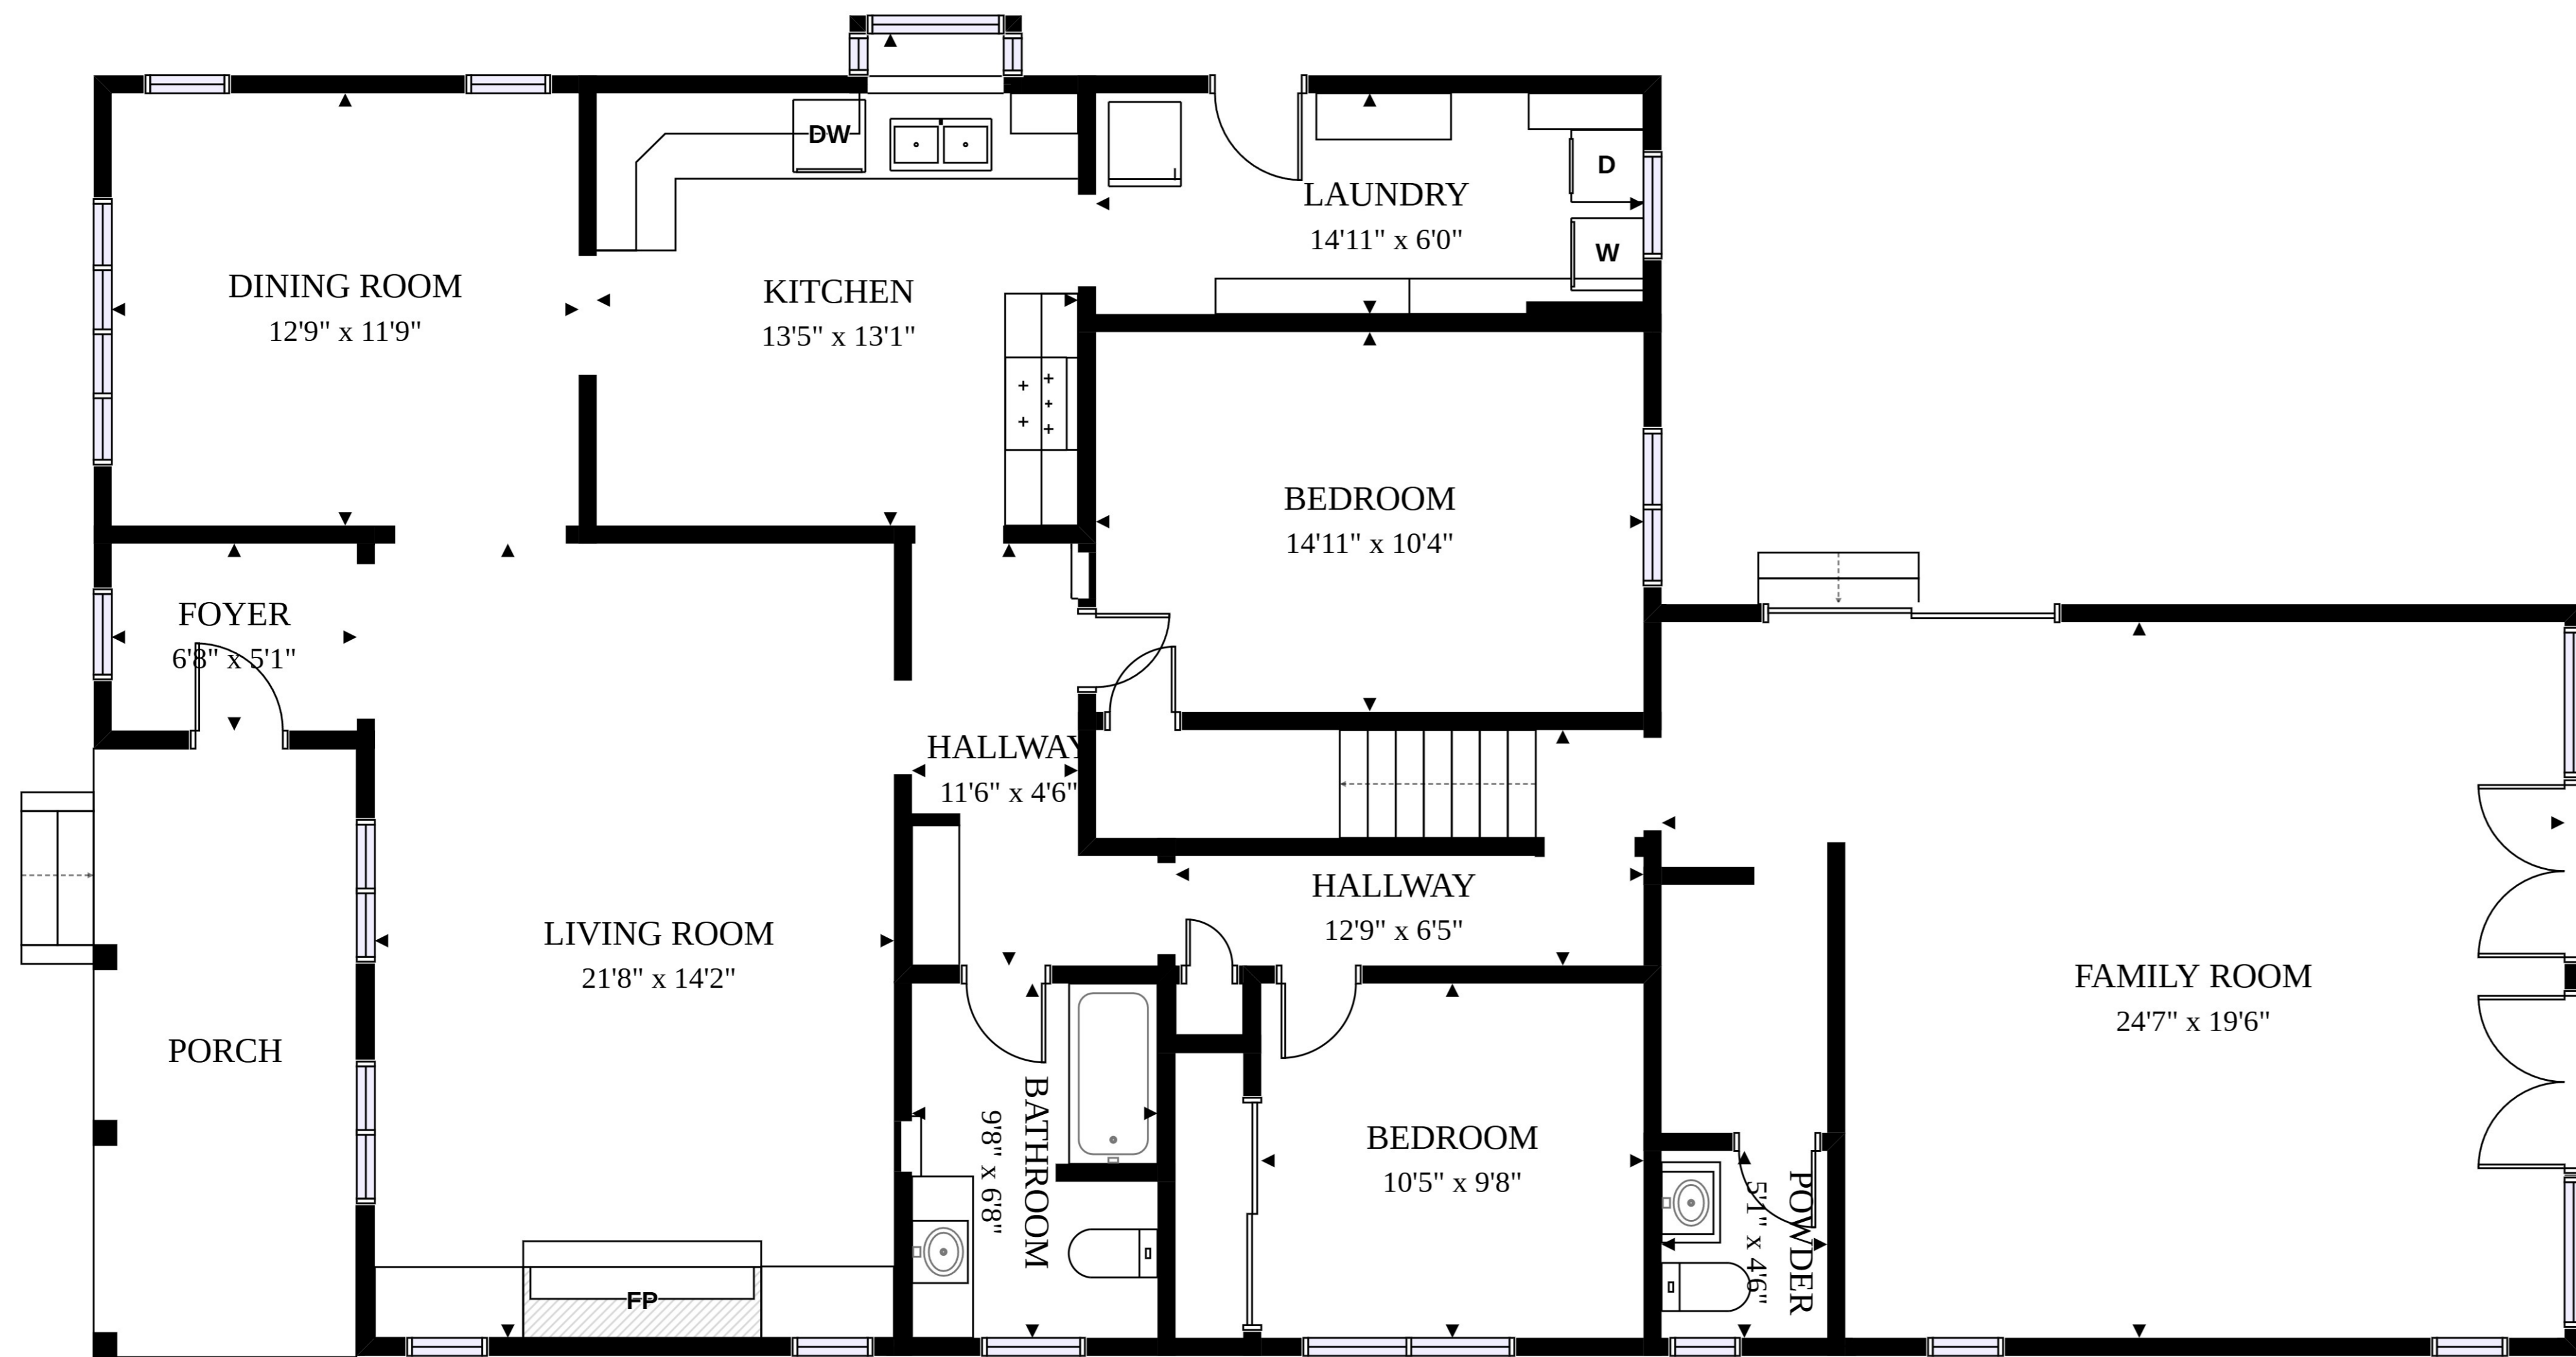 DW
D
LAUNDRY
14'11" x 6'0"
W
DINING ROOM
12'9" x 11'9"
KITCHEN
13'5" x 13'1"
BEDROOM
14'11" x 10'4"
FOYER
6'8" x 5'1"
HALLWAY
11'6" x 4'6"
HALLWAY
12'9" x 6'5"
LIVING ROOM
21'8" x 14'2"
FAMILY ROOM
24'7" x 19'6"
PORCH
BATHROOM
9'8" x 6'8"
BEDROOM
10'5" x 9'8"
POWDER
5'1" x 4'6"
FP